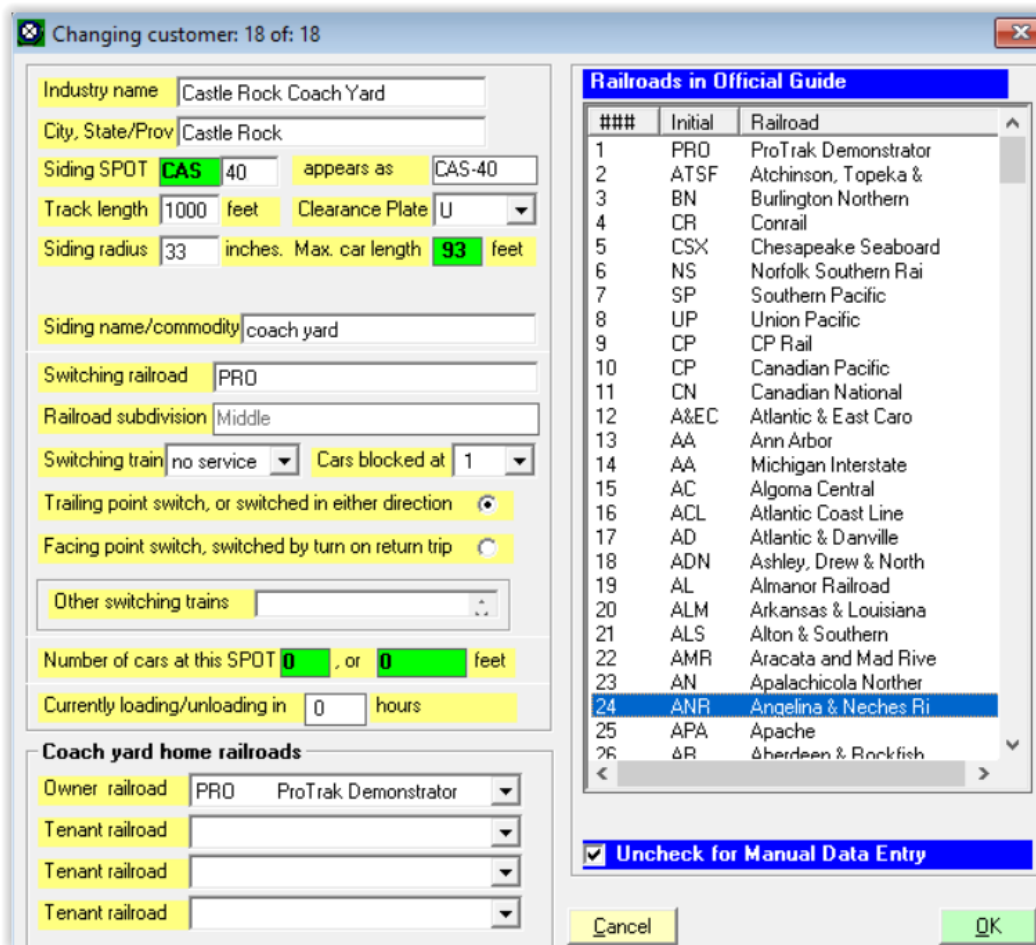 Changing customer: 18 of: 18
Industry name Castle Rock Coach Yard
City, State/Prov Castle Rock
Siding SPOT CAS 40 appears as CAS-40
Track length 1000 feet Clearance Plate U
Siding radius 33 inches. Max. car length 93 feet
Siding name/commodity coach yard
Switching railroad PRO
Railroad subdivision Middle
Switching train no service Cars blocked at 1
Trailing point switch, or switched in either direction
Facing point switch, switched by turn on return trip
Other switching trains
Number of cars at this SPOT 0 , or 0 feet
Currently loading/unloading in 0 hours
Coach yard home railroads
Owner railroad PRO ProTrak Demonstrator
Tenant railroad
Tenant railroad
Tenant railroad
Railroads in Official Guide
### Initial Railroad
1 PRO ProTrak Demonstrator
2 ATSF Atchinson, Topeka &
3 BN Burlington Northern
4 CR Conrail
5 CSX Chesapeake Seaboard
6 NS Norfolk Southern Rai
7 SP Southern Pacific
8 UP Union Pacific
9 CP CP Rail
10 CP Canadian Pacific
11 CN Canadian National
12 A&EC Atlantic & East Caro
13 AA Ann Arbor
14 AA Michigan Interstate
15 AC Algoma Central
16 ACL Atlantic Coast Line
17 AD Atlantic & Danville
18 ADN Ashley, Drew & North
19 AL Almanor Railroad
20 ALM Arkansas & Louisiana
21 ALS Alton & Southern
22 AMR Aracata and Mad Rive
23 AN Apalachicola Norther
24 ANR Angelina & Neches Ri
25 APA Apache
26 AR Aberdeen & Rockfish
Uncheck for Manual Data Entry
Cancel OK